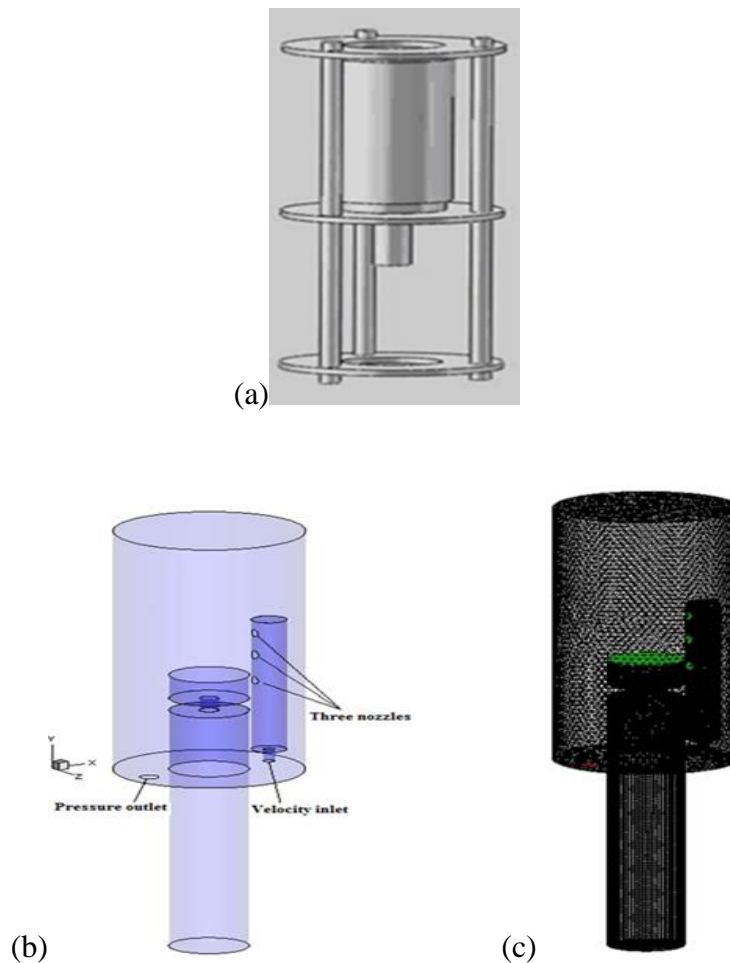 (a)
Three nozzles
Y
X
Z
Pressure outlet
Velocity inlet
(b)
(c)